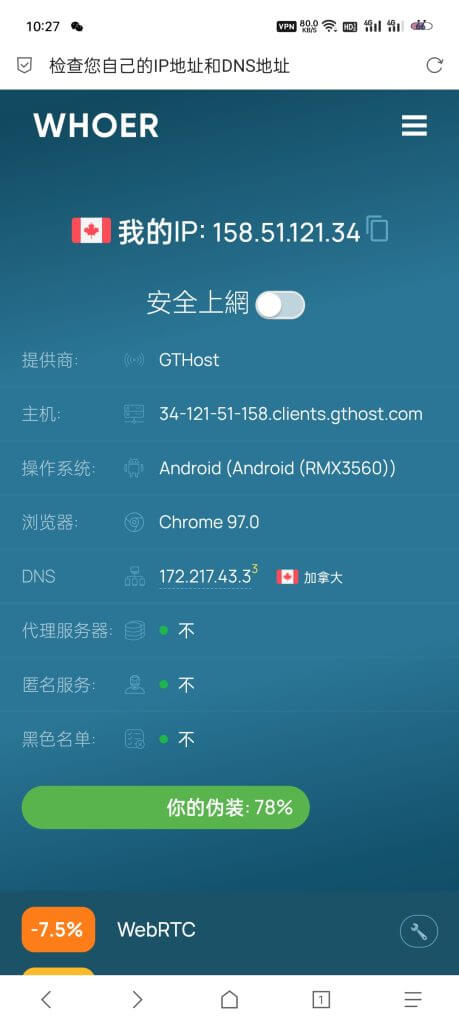 10:27 VPN 80.0 KB/S HD 4G 4G
检查您自己的IP地址和DNS地址
WHOER
我的IP: 158.51.121.34
安全上網
提供商: GTHost
主机: 34-121-51-158.clients.gthost.com
操作系统: Android (Android (RMX3560))
浏览器: Chrome 97.0
DNS 172.217.43.3 3 加拿大
代理服务器: 不
匿名服务: 不
黑色名单: 不
你的伪装: 78%
-7.5% WebRTC
1